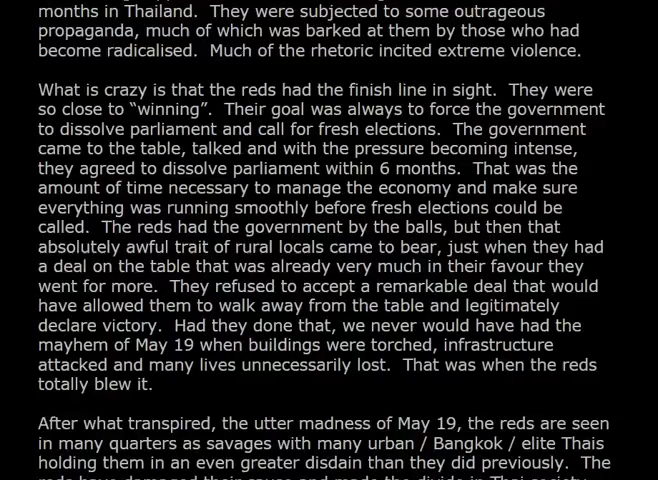 months in Thailand.  They were subjected to some outrageous
propaganda, much of which was barked at them by those who had
become radicalised.  Much of the rhetoric incited extreme violence.
What is crazy is that the reds had the finish line in sight.  They were
so close to “winning”.  Their goal was always to force the government
to dissolve parliament and call for fresh elections.  The government
came to the table, talked and with the pressure becoming intense,
they agreed to dissolve parliament within 6 months.  That was the
amount of time necessary to manage the economy and make sure
everything was running smoothly before fresh elections could be
called.  The reds had the government by the balls, but then that
absolutely awful trait of rural locals came to bear, just when they had
a deal on the table that was already very much in their favour they
went for more.  They refused to accept a remarkable deal that would
have allowed them to walk away from the table and legitimately
declare victory.  Had they done that, we never would have had the
mayhem of May 19 when buildings were torched, infrastructure
attacked and many lives unnecessarily lost.  That was when the reds
totally blew it.
After what transpired, the utter madness of May 19, the reds are seen
in many quarters as savages with many urban / Bangkok / elite Thais
holding them in an even greater disdain than they did previously.  The
reds have damaged their cause and made the divide in Thai society